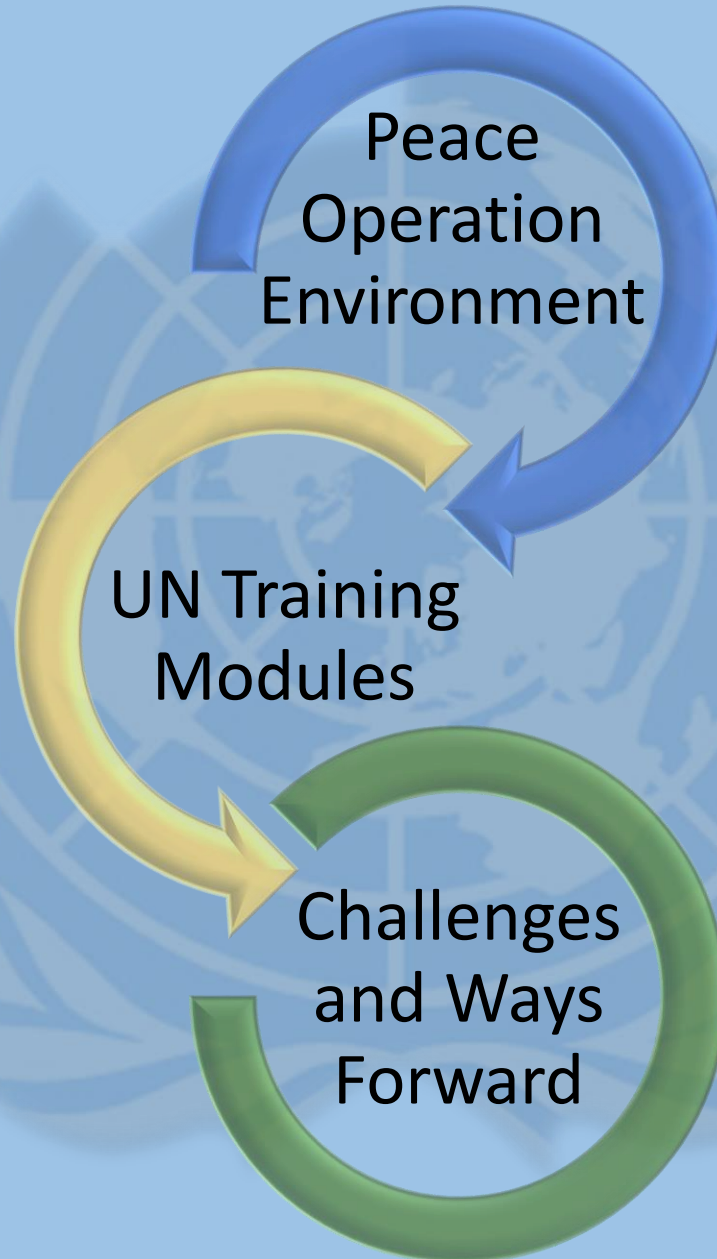 Peace
Operation
Environment
UN Training
Modules
Challenges
and Ways
Forward